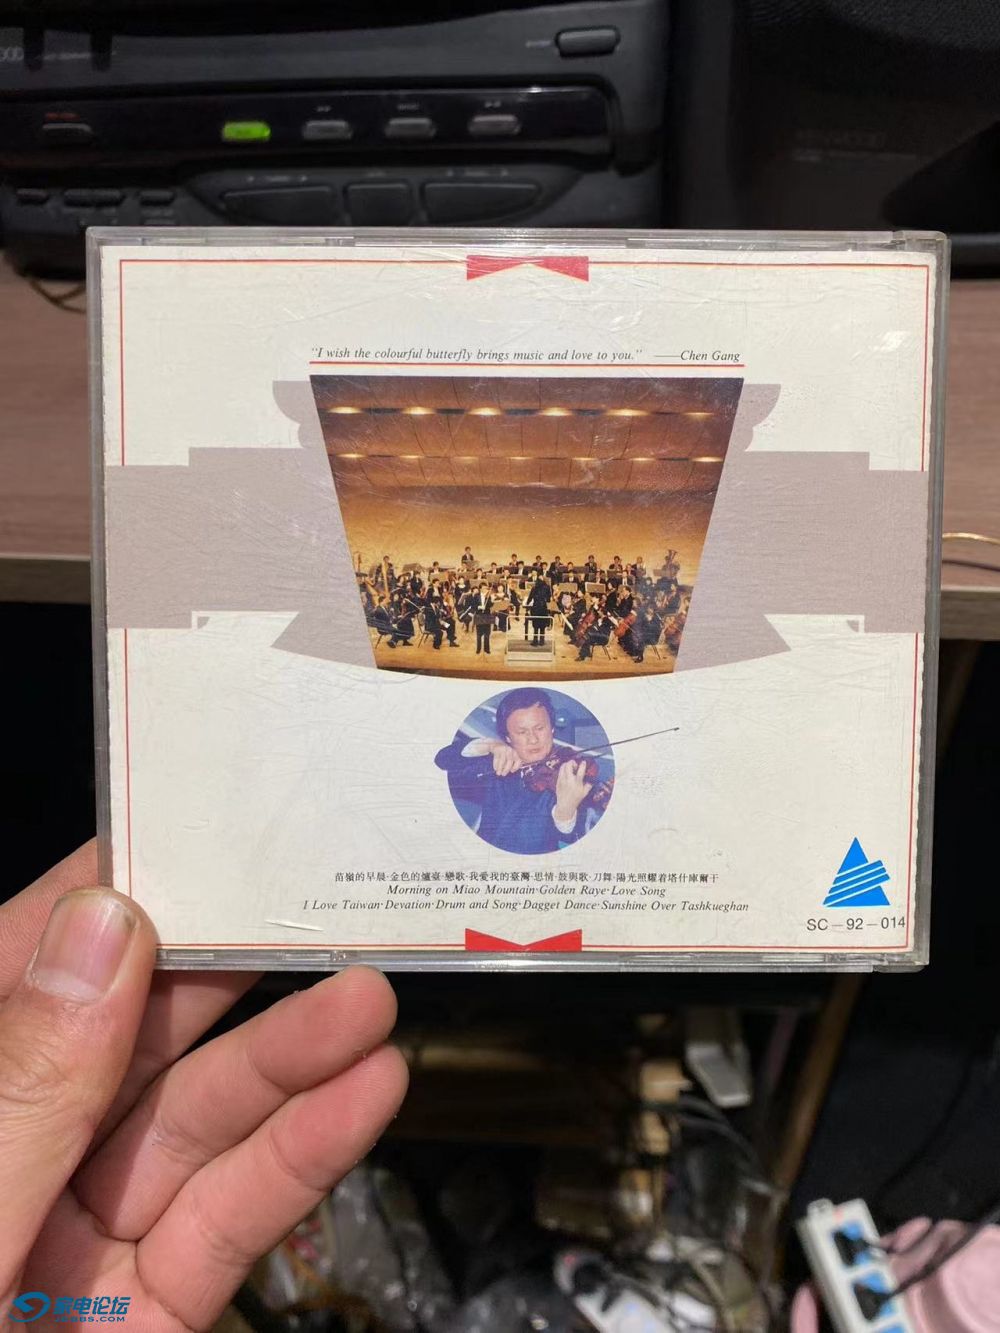 "I wish the colourful butterfly brings music and love to you." ——Chen Gang
苗嶺的早晨·金色的爐臺·戀歌·我爱我的臺灣·思情·鼓與歌·刀舞·陽光照耀着塔什庫爾干
Morning on Miao Mountain·Golden Raye·Love Song
I Love Taiwan·Devation·Drum and Song·Dagget Dance·Sunshine Over Tashkueghan
SC－92－014
家电论坛
JDBBS.COM